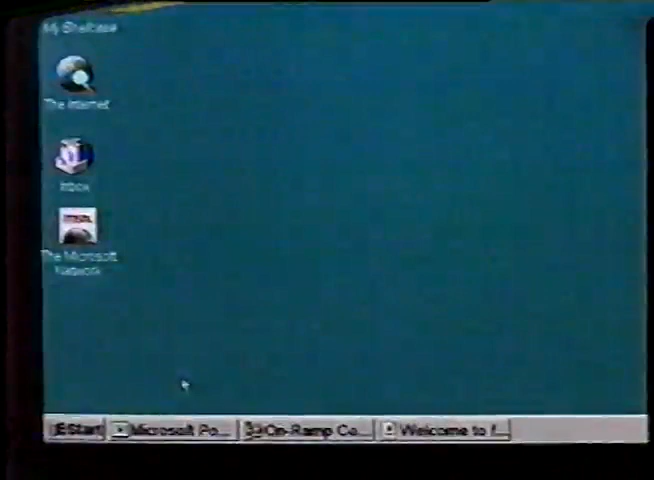 My Briefcase
The Internet
Inbox
The Microsoft
Network
Start
Microsoft Po...
On-Ramp Co...
Welcome to f...